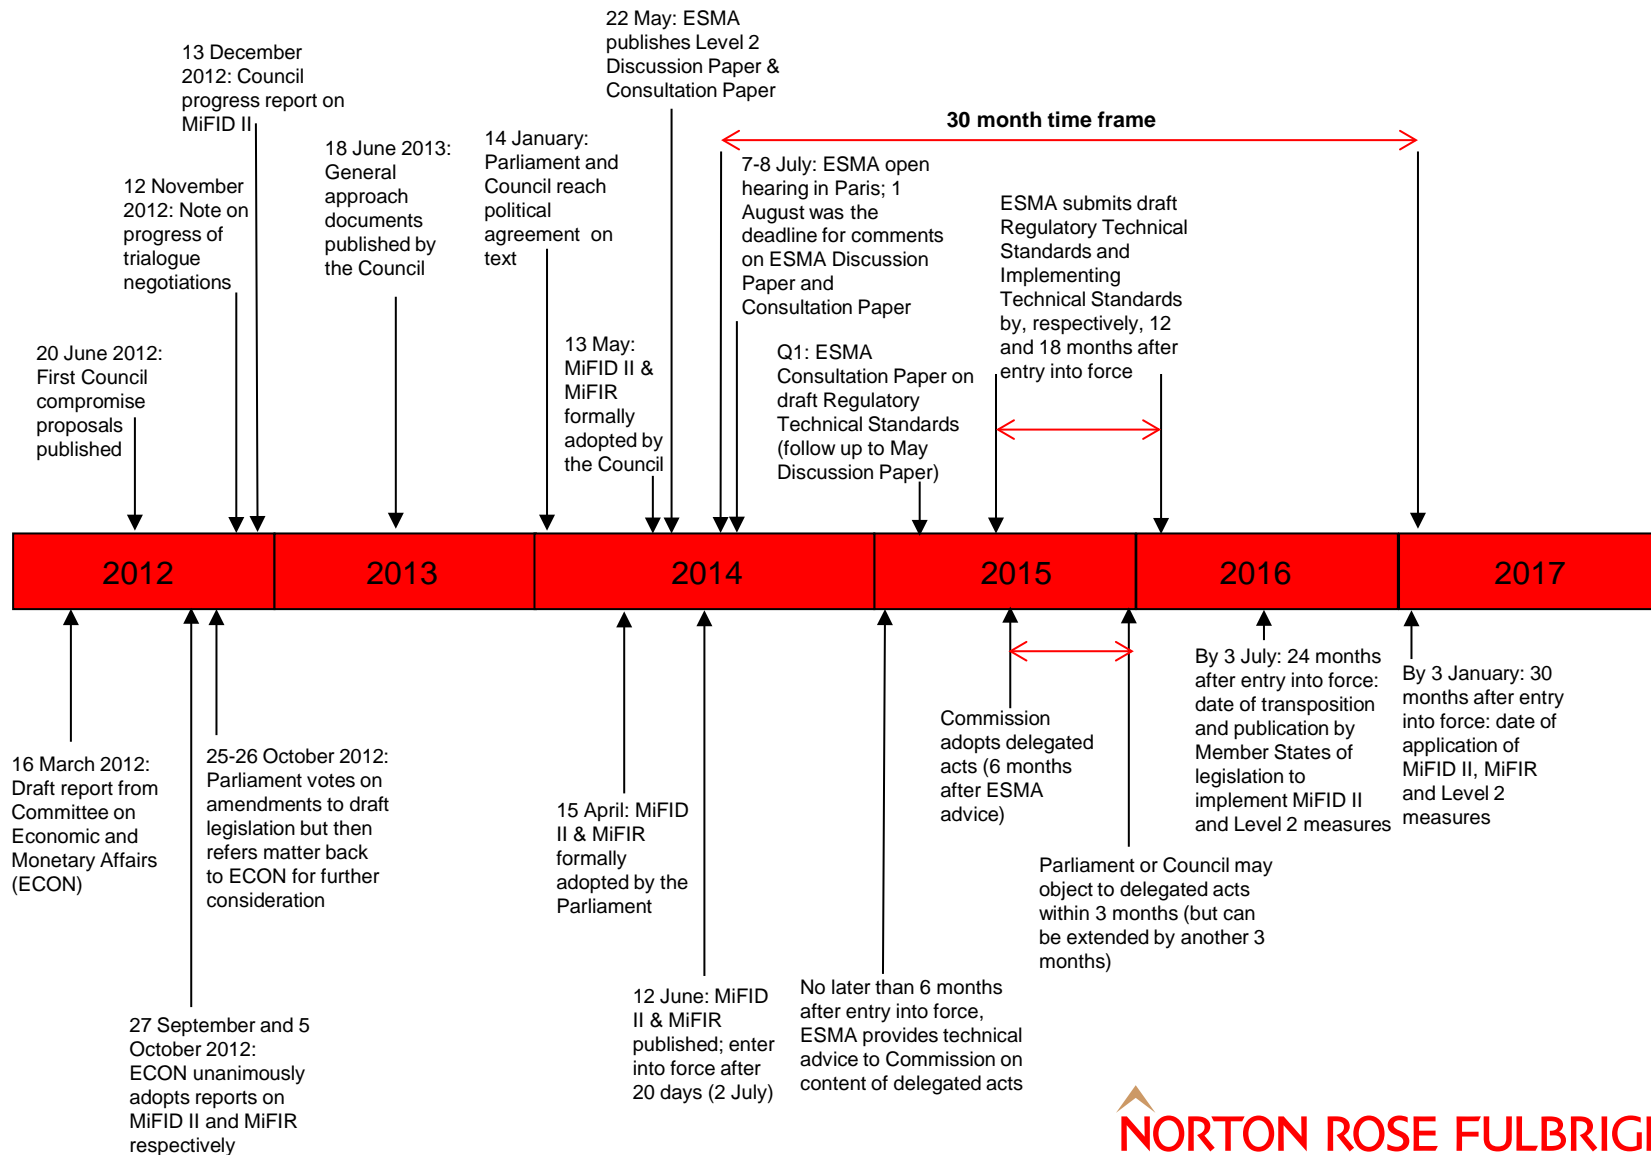 22 May: ESMA
publishes Level 2
Discussion Paper &
Consultation Paper
13 December
2012: Council
progress report on
MiFID II
30 month time frame
18 June 2013:
General
approach
documents
published by
the Council
14 January:
Parliament and
Council reach
political
agreement on
text
7-8 July: ESMA open
hearing in Paris; 1
August was the
deadline for comments
on ESMA Discussion
Paper and
Consultation Paper
12 November
2012: Note on
progress of
trialogue
negotiations
ESMA submits draft
Regulatory Technical
Standards and
Implementing
Technical Standards
by, respectively, 12
and 18 months after
entry into force
20 June 2012:
First Council
compromise
proposals
published
13 May:
MiFID II &
MiFIR
formally
adopted by
the Council
Q1: ESMA
Consultation Paper on
draft Regulatory
Technical Standards
(follow up to May
Discussion Paper)
2012
2013
2014
2015
2016
2017
16 March 2012:
Draft report from
Committee on
Economic and
Monetary Affairs
(ECON)
25-26 October 2012:
Parliament votes on
amendments to draft
legislation but then
refers matter back
to ECON for further
consideration
15 April: MiFID
II & MiFIR
formally
adopted by the
Parliament
Commission
adopts delegated
acts (6 months
after ESMA
advice)
By 3 July: 24 months
after entry into force:
date of transposition
and publication by
Member States of
legislation to
implement MiFID II
and Level 2 measures
By 3 January: 30
months after entry
into force: date of
application of
MiFID II, MiFIR
and Level 2
measures
Parliament or Council may
object to delegated acts
within 3 months (but can
be extended by another 3
months)
27 September and 5
October 2012:
ECON unanimously
adopts reports on
MiFID II and MiFIR
respectively
12 June: MiFID
II & MiFIR
published; enter
into force after
20 days (2 July)
No later than 6 months
after entry into force,
ESMA provides technical
advice to Commission on
content of delegated acts
NORTON ROSE FULBRIG